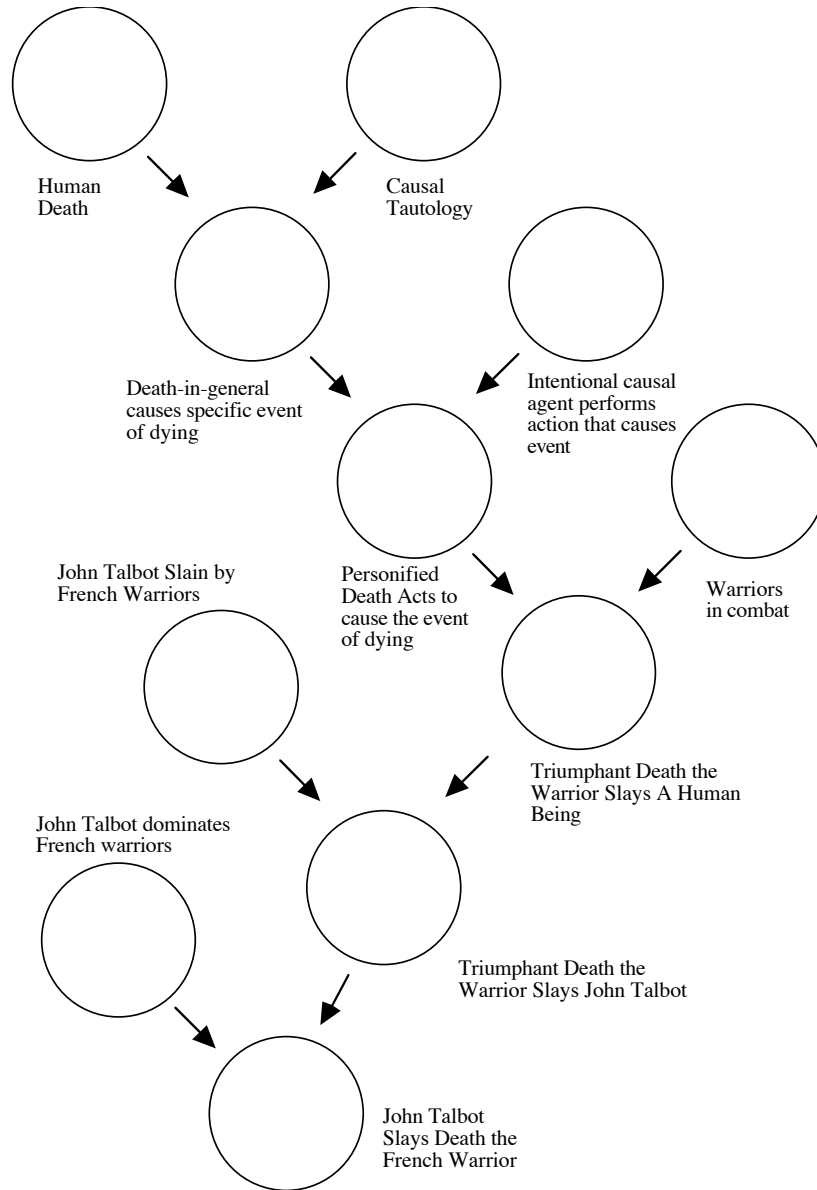 Human
Death
Causal
Tautology
Death-in-general
causes specific event
of dying
Intentional causal
agent performs
action that causes
event
John Talbot Slain by
French Warriors
Personified
Death Acts to
cause the event
of dying
Warriors
in combat
Triumphant Death the
Warrior Slays A Human
Being
John Talbot dominates
French warriors
Triumphant Death the
Warrior Slays John Talbot
John Talbot
Slays Death the
French Warrior